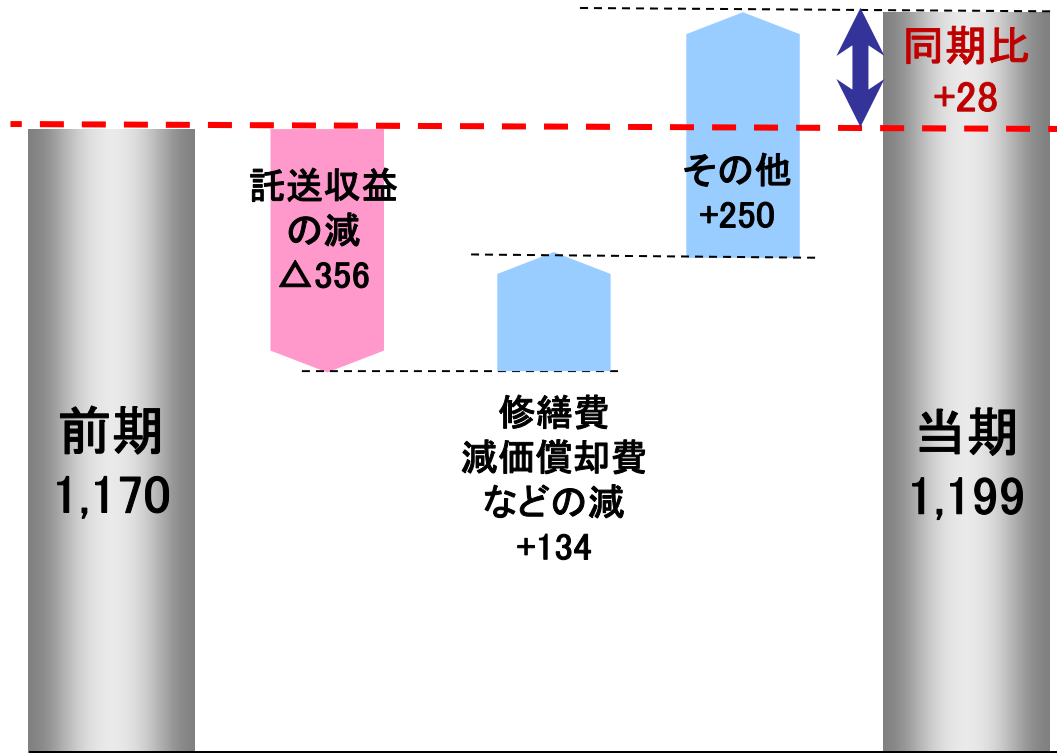 同期比
+28
託送収益
の減
△356
その他
+250
前期
1,170
修繕費
減価償却費
などの減
+134
当期
1,199